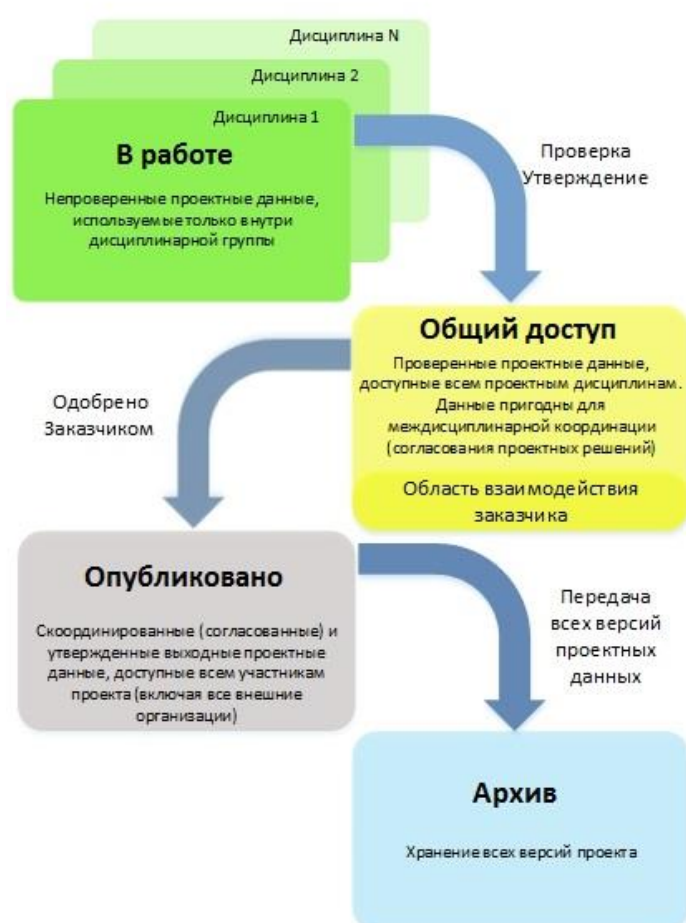 Дисциплина N
Дисциплина 2
Дисциплина 1
В работе
Непроверенные проектные данные,
используемые только внутри
дисциплинарной группы
Проверка
Утверждение
Общий доступ
Проверенные проектные данные,
доступные всем проектным дисциплинам.
Данные пригодны для
междисциплинарной координации
(согласования проектных решений)
Область взаимодействия
заказчика
Одобрено
Заказчиком
Опубликовано
Скоординированные (согласованные) и
утвержденные выходные проектные
данные, доступные всем участникам
проекта (включая все внешние
организации)
Передача
всех версий
проектных
данных
Архив
Хранение всех версий проекта